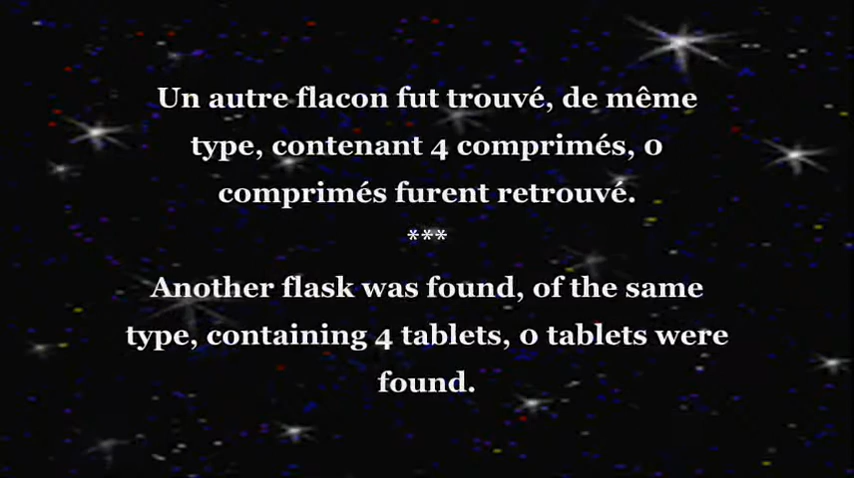 Un autre flacon fut trouvé, de même
type, contenant 4 comprimés, 0
comprimés furent retrouvé.
***
Another flask was found, of the same
type, containing 4 tablets, 0 tablets were
found.